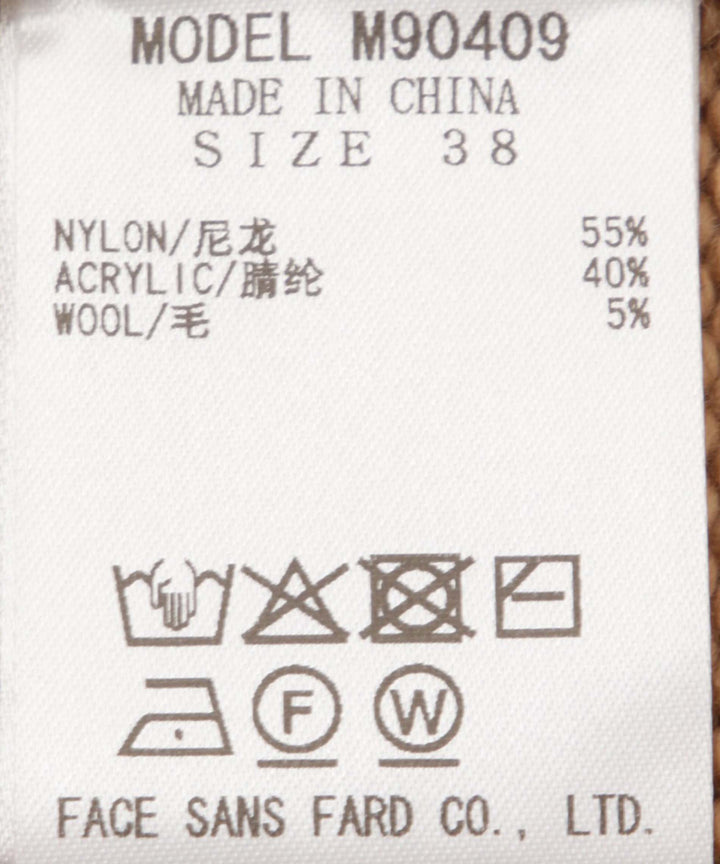 MODEL M90409
MADE IN CHINA
SIZE 38
NYLON/尼龙 55%
ACRYLIC/腈纶 40%
WOOL/毛 5%
F W
FACE SANS FARD CO., LTD.